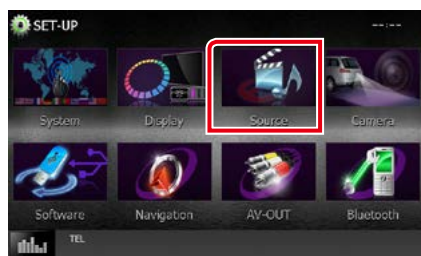 SET-UP
--:--
System
Display
Source
Camera
Software
Navigation
AV-OUT
Bluetooth
TEL